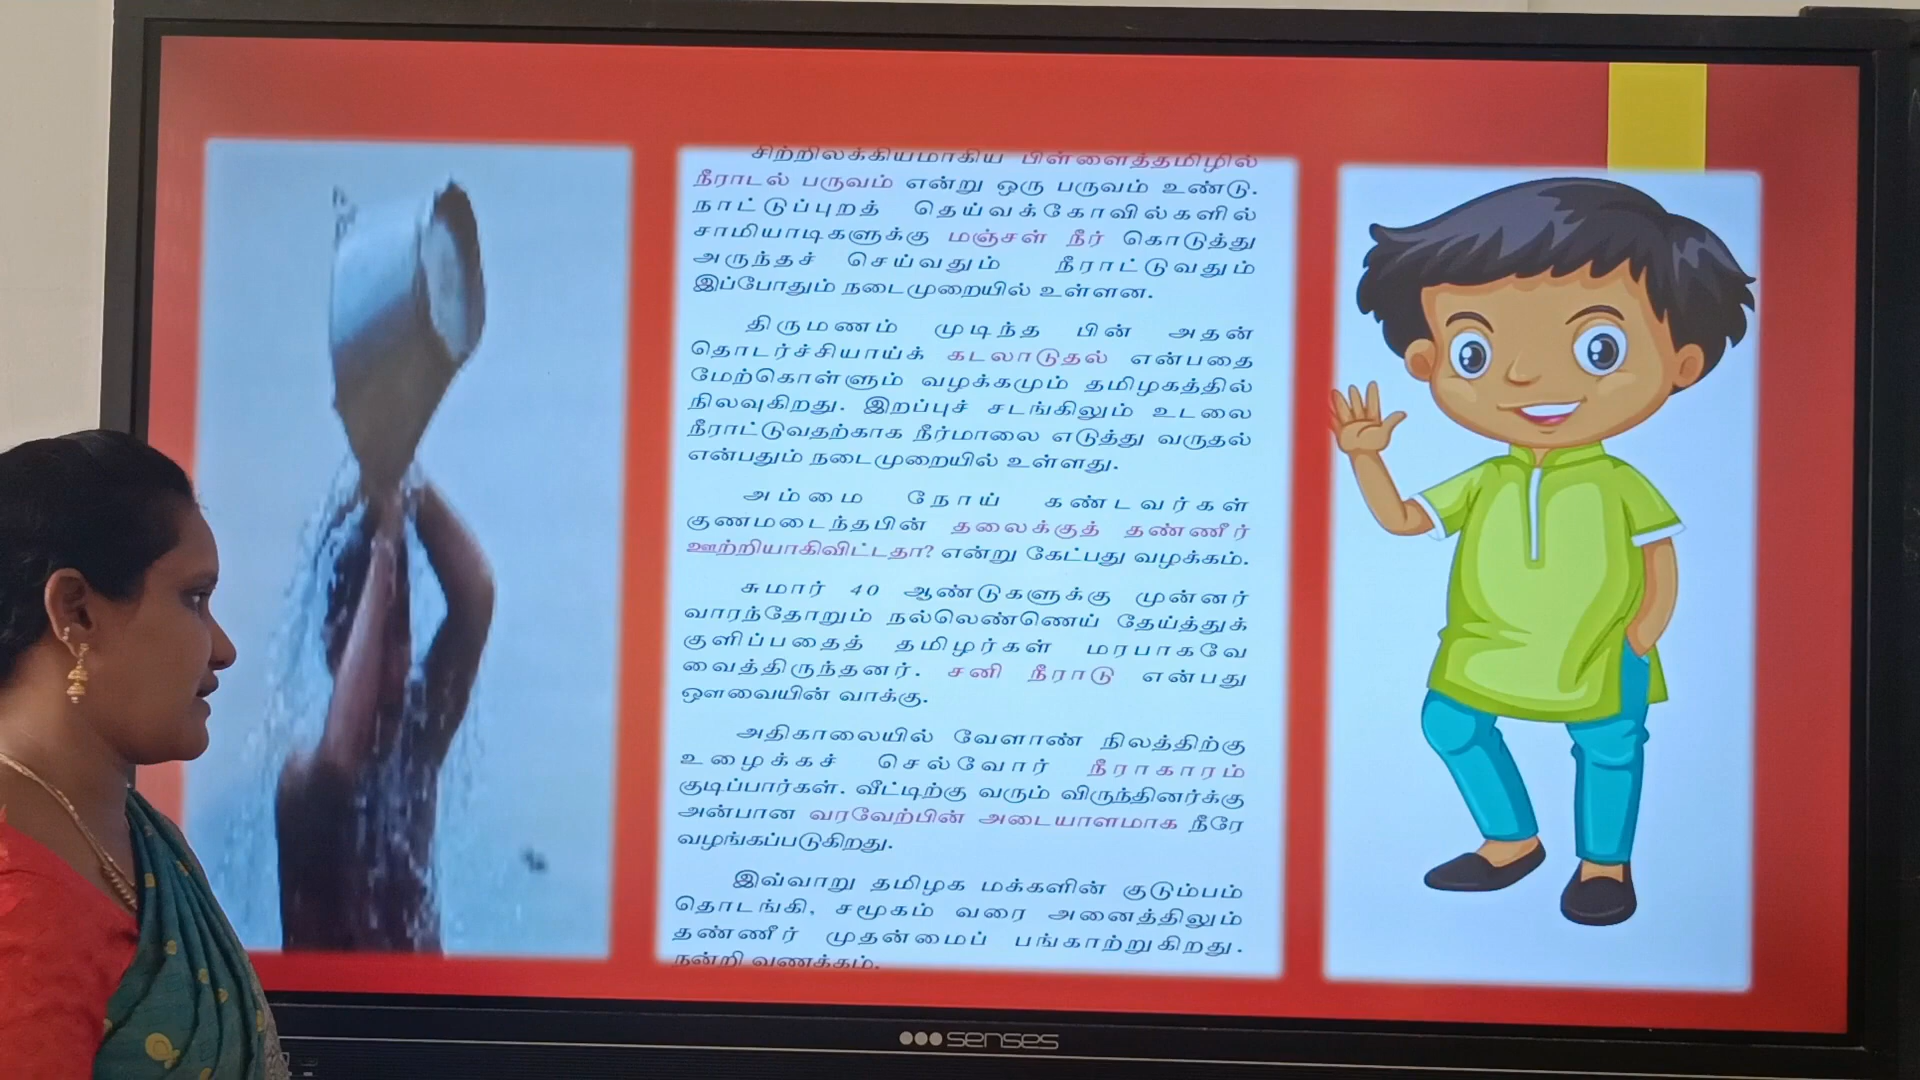 சிற்றிலக்கியமாகிய பிள்ளைத்தமிழில்
நீராடல் பருவம் என்று ஒரு பருவம் உண்டு.
நாட்டுப்புறத் தெய்வக்கோவில்களில்
சாமியாடிகளுக்கு மஞ்சள் நீர் கொடுத்து
அருந்தச் செய்வதும் நீராட்டுவதும்
இப்போதும் நடைமுறையில் உள்ளன.
திருமணம் முடிந்த பின் அதன்
தொடர்ச்சியாய்க் கடலாடுதல் என்பதை
மேற்கொள்ளும் வழக்கமும் தமிழகத்தில்
நிலவுகிறது. இறப்புச் சடங்கிலும் உடலை
நீராட்டுவதற்காக நீர்மாலை எடுத்து வருதல்
என்பதும் நடைமுறையில் உள்ளது.
அம்மை நோய் கண்டவர்கள்
குணமடைந்தபின் தலைக்குத் தண்ணீர்
ஊற்றியாகிவிட்டதா? என்று கேட்பது வழக்கம்.
சுமார் 40 ஆண்டுகளுக்கு முன்னர்
வாரந்தோறும் நல்லெண்ணெய் தேய்த்துக்
குளிப்பதைத் தமிழர்கள் மரபாகவே
வைத்திருந்தனர். சனி நீராடு என்பது
ஔவையின் வாக்கு.
அதிகாலையில் வேளாண் நிலத்திற்கு
உழைக்கச் செல்வோர் நீராகாரம்
குடிப்பார்கள். வீட்டிற்கு வரும் விருந்தினர்க்கு
அன்பான வரவேற்பின் அடையாளமாக நீரே
வழங்கப்படுகிறது.
இவ்வாறு தமிழக மக்களின் குடும்பம்
தொடங்கி, சமூகம் வரை அனைத்திலும்
தண்ணீர் முதன்மைப் பங்காற்றுகிறது.
நன்றி வணக்கம்.
senses